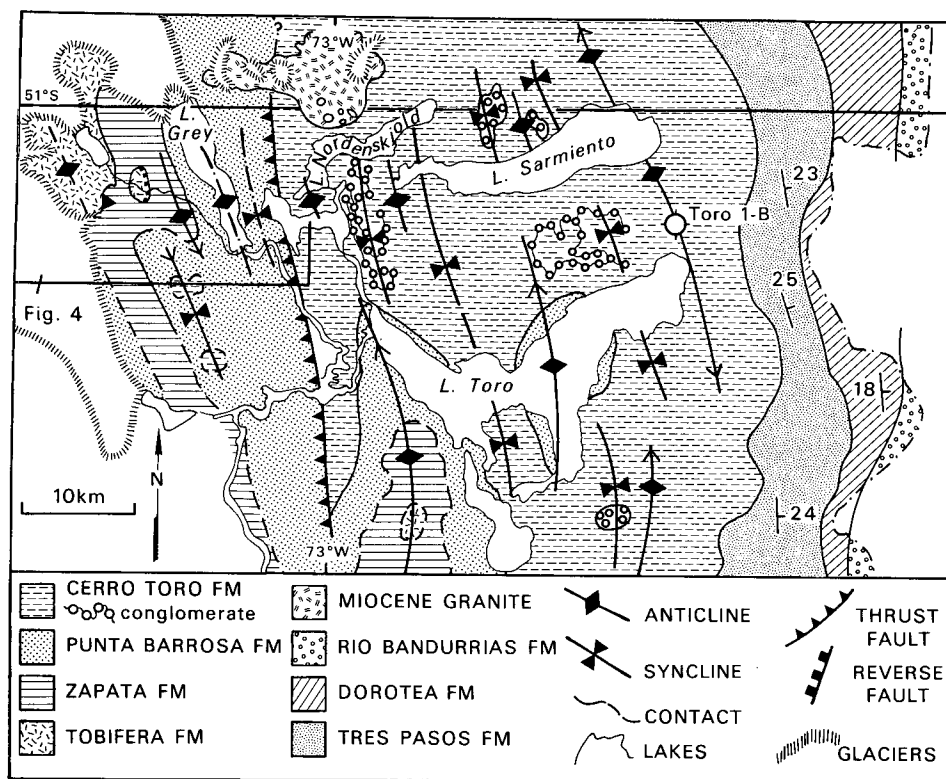 ?
73°W
51°S
L. Grey
L. Nordenskjold
L. Sarmiento
23
Toro 1-B
25
Fig. 4
L. Toro
18
10km
N
24
73°W
CERRO TORO FM
conglomerate
PUNTA BARROSA FM
ZAPATA FM
TOBIFERA FM
MIOCENE GRANITE
RIO BANDURRIAS FM
DOROTEA FM
TRES PASOS FM
ANTICLINE
SYNCLINE
CONTACT
LAKES
THRUST
FAULT
REVERSE
FAULT
GLACIERS